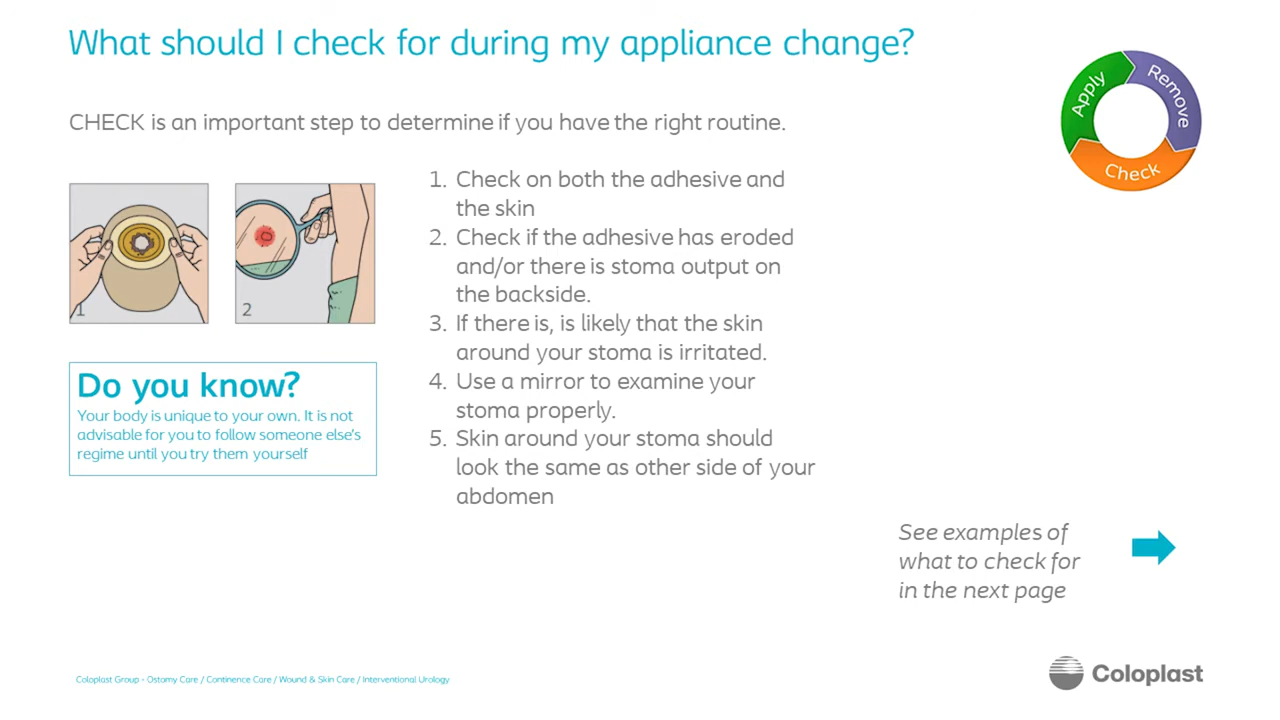 What should I check for during my appliance change?
Apply
Remove
Check
CHECK is an important step to determine if you have the right routine.
1
2
1. Check on both the adhesive and
the skin
2. Check if the adhesive has eroded
and/or there is stoma output on
the backside.
3. If there is, is likely that the skin
around your stoma is irritated.
4. Use a mirror to examine your
stoma properly.
5. Skin around your stoma should
look the same as other side of your
abdomen
Do you know?
Your body is unique to your own. It is not
advisable for you to follow someone else's
regime until you try them yourself
See examples of
what to check for
in the next page
Coloplast Group - Ostomy Care / Continence Care / Wound & Skin Care / Interventional Urology
Coloplast